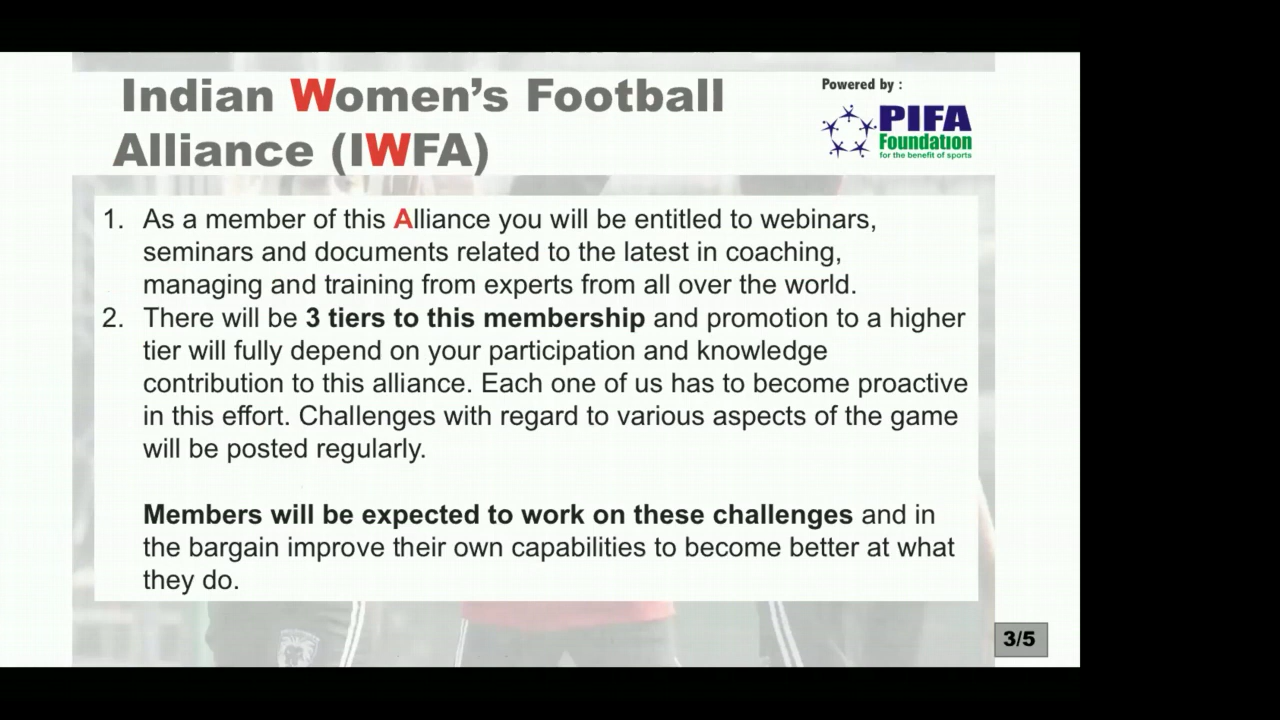 Indian Women’s Football
Alliance (IWFA)
Powered by :
PIFA
Foundation
for the benefit of sports
1. As a member of this Alliance you will be entitled to webinars,
seminars and documents related to the latest in coaching,
managing and training from experts from all over the world.
2. There will be 3 tiers to this membership and promotion to a higher
tier will fully depend on your participation and knowledge
contribution to this alliance. Each one of us has to become proactive
in this effort. Challenges with regard to various aspects of the game
will be posted regularly.
Members will be expected to work on these challenges and in
the bargain improve their own capabilities to become better at what
they do.
3/5